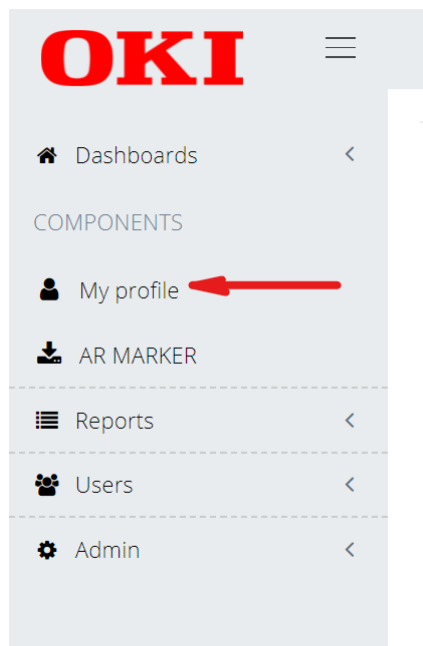 OKI
Dashboards
COMPONENTS
My profile
AR MARKER
Reports
Users
Admin